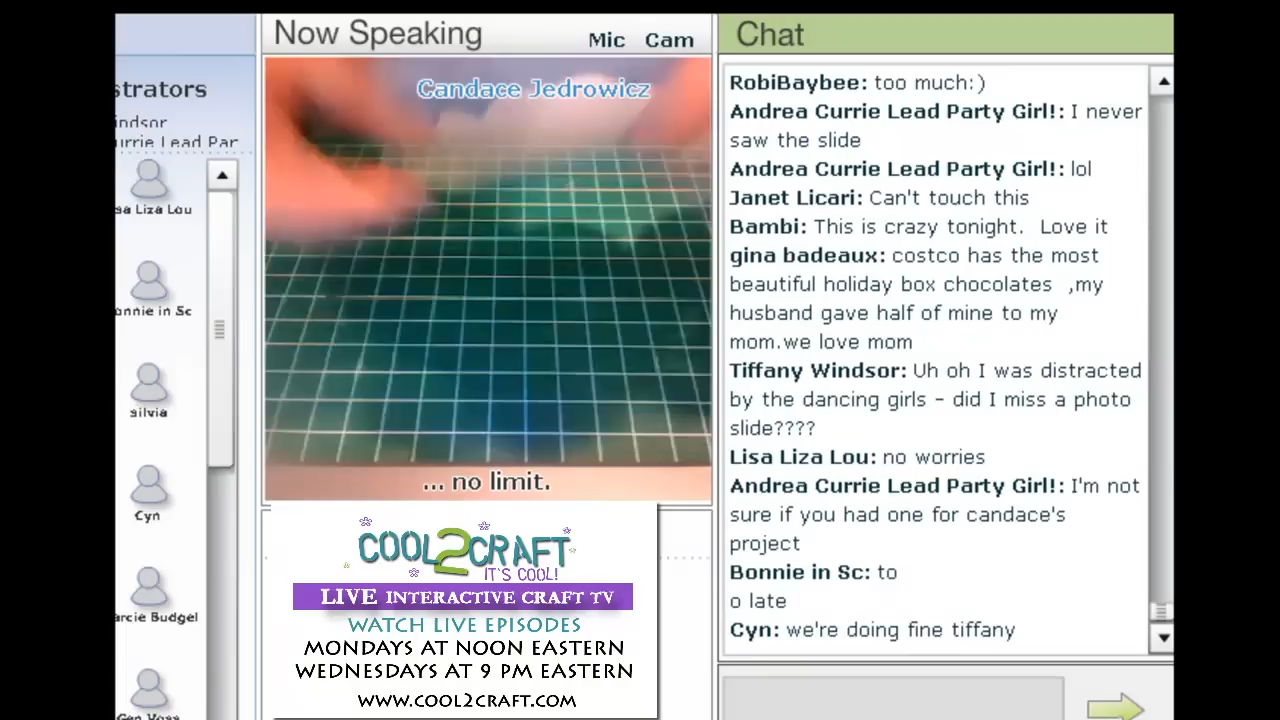 strators
indsor
urrie Lead Par
sa Liza Lou
onnie in Sc
silvia
Cyn
arcie Budgel
Gen Voss
Now Speaking
Mic Cam
Candace Jedrowicz
... no limit.
COOL2CRAFT
IT'S COOL!
LIVE INTERACTIVE CRAFT TV
WATCH LIVE EPISODES
MONDAYS AT NOON EASTERN
WEDNESDAYS AT 9 PM EASTERN
WWW.COOL2CRAFT.COM
Chat
RobiBaybee: too much:)
Andrea Currie Lead Party Girl!: I never
saw the slide
Andrea Currie Lead Party Girl!: lol
Janet Licari: Can't touch this
Bambi: This is crazy tonight. Love it
gina badeaux: costco has the most
beautiful holiday box chocolates ,my
husband gave half of mine to my
mom.we love mom
Tiffany Windsor: Uh oh I was distracted
by the dancing girls - did I miss a photo
slide????
Lisa Liza Lou: no worries
Andrea Currie Lead Party Girl!: I'm not
sure if you had one for candace's
project
Bonnie in Sc: to
o late
Cyn: we're doing fine tiffany